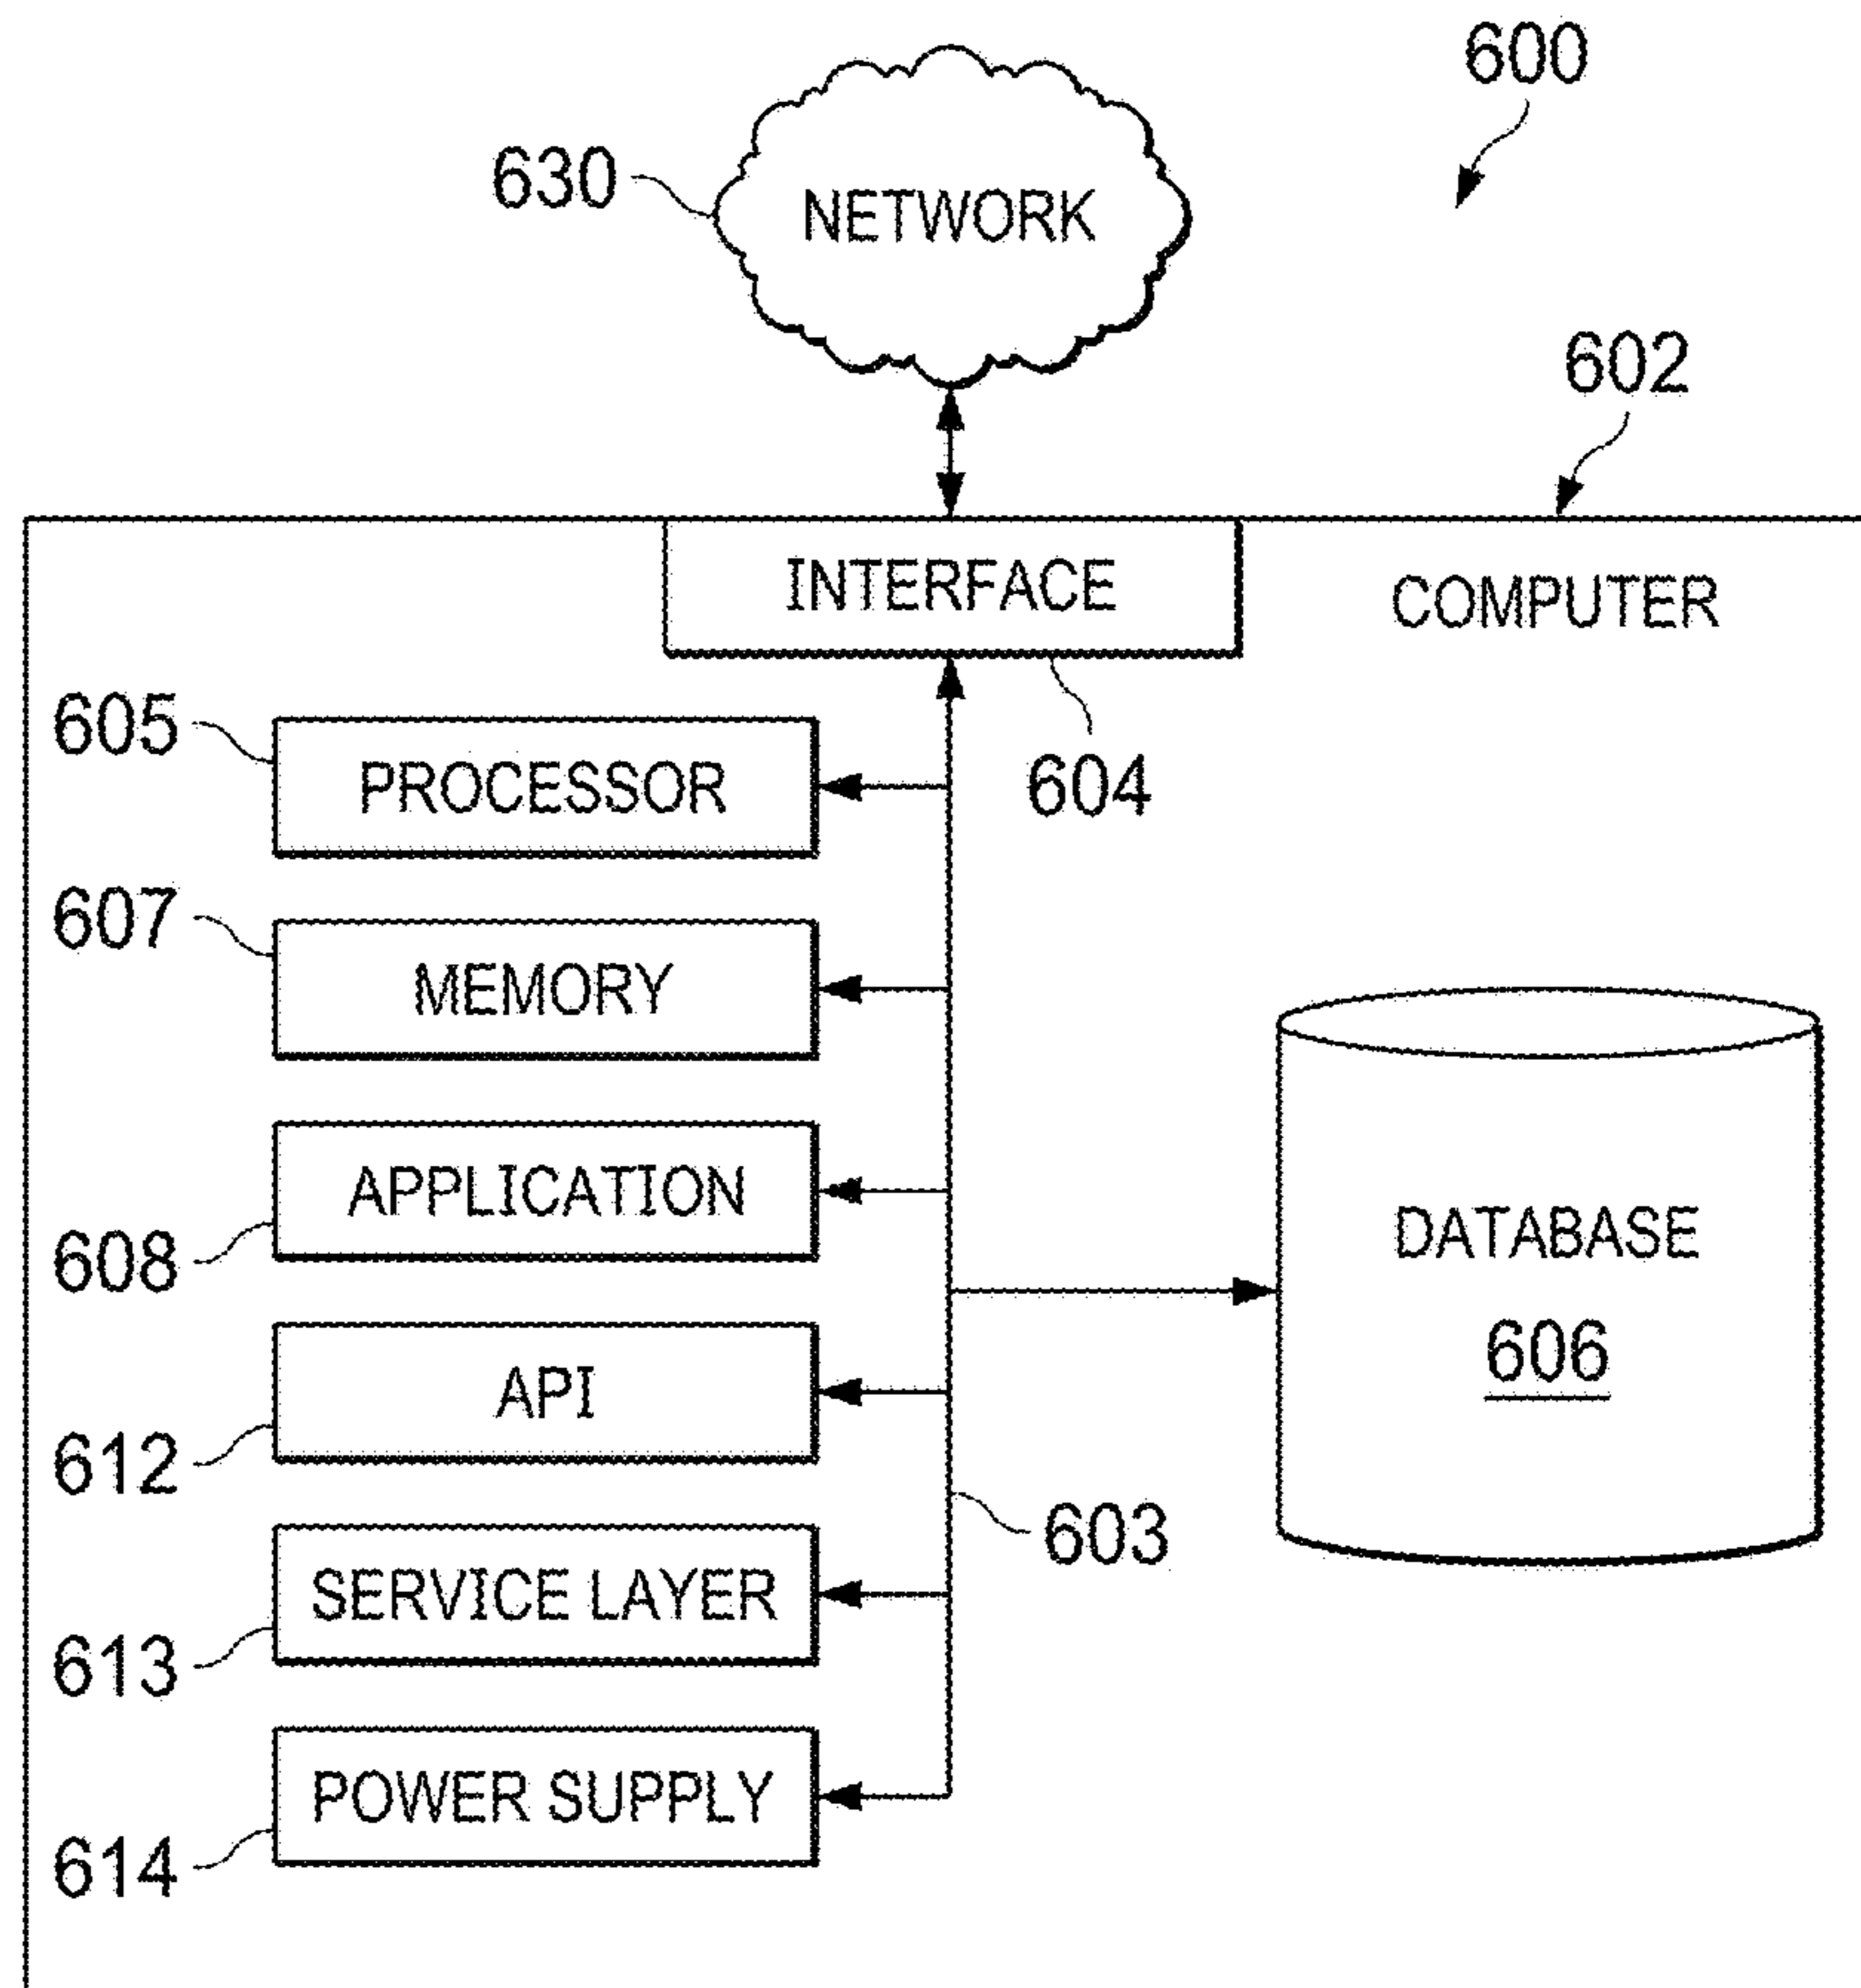 600
630
NETWORK
602
INTERFACE
COMPUTER
605
PROCESSOR
604
607
MEMORY
APPLICATION
608
DATABASE
606
API
612
603
SERVICE LAYER
613
POWER SUPPLY
614